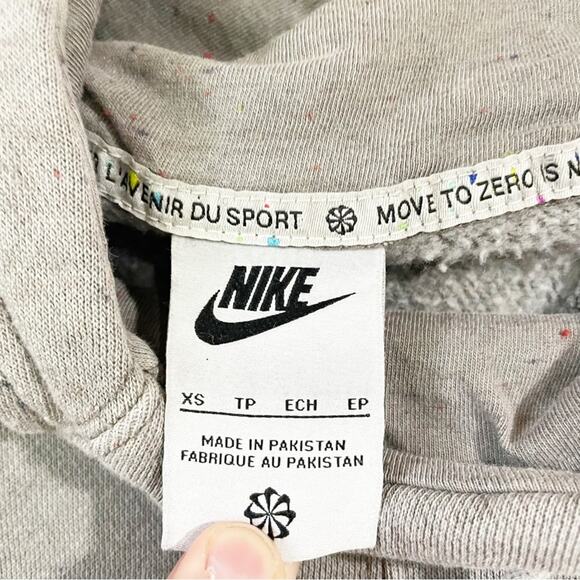 L'AVENIR DU SPORT MOVE TO ZERO IS
NIKE
XS TP ECH EP
MADE IN PAKISTAN
FABRIQUE AU PAKISTAN